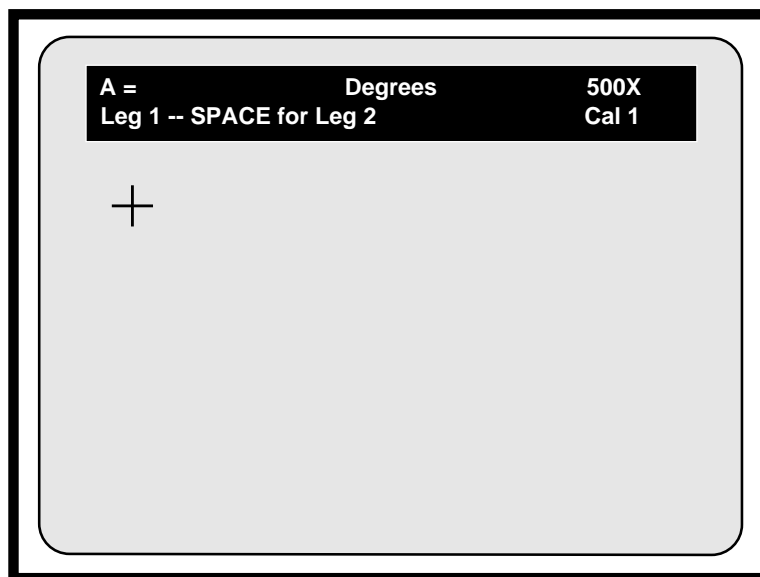 A = Degrees 500X
Leg 1 -- SPACE for Leg 2 Cal 1